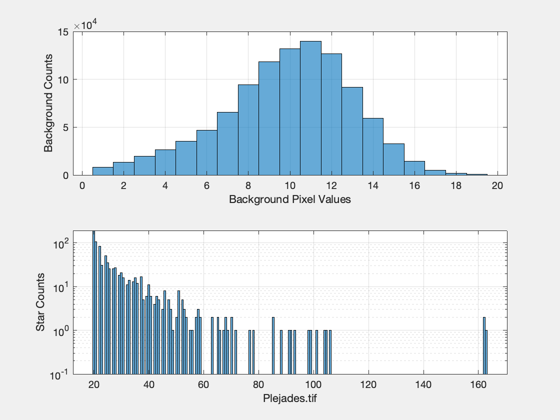 ×10⁴
15
10
5
0
Background Counts
0 2 4 6 8 10 12 14 16 18 20
Background Pixel Values
10²
10¹
10⁰
10⁻¹
Star Counts
20 40 60 80 100 120 140 160
Plejades.tif